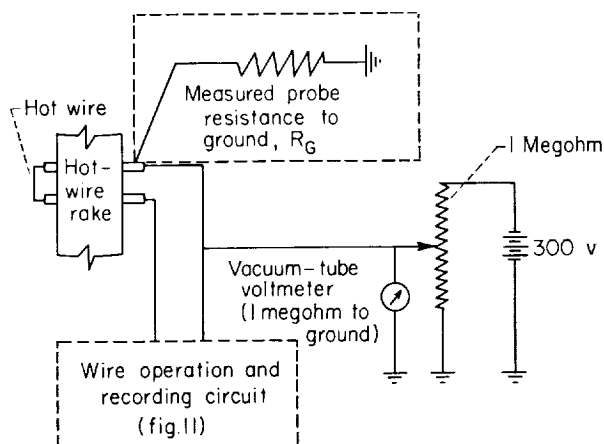 Measured probe
resistance to
ground, RG
Hot wire
Hot-
wire
rake
1 Megohm
300 v
Vacuum-tube
voltmeter
(1 megohm to
ground)
Wire operation and
recording circuit
(fig. 11)